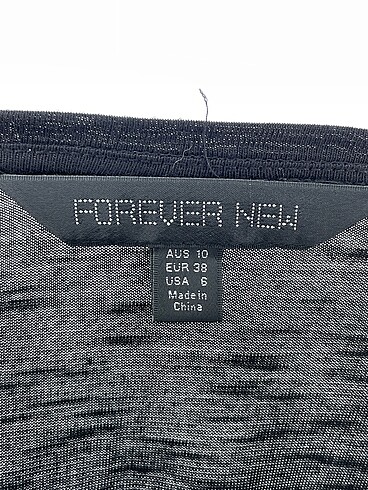 FOREVER NEW
AUS 10
EUR 38
USA 6
Made in
China